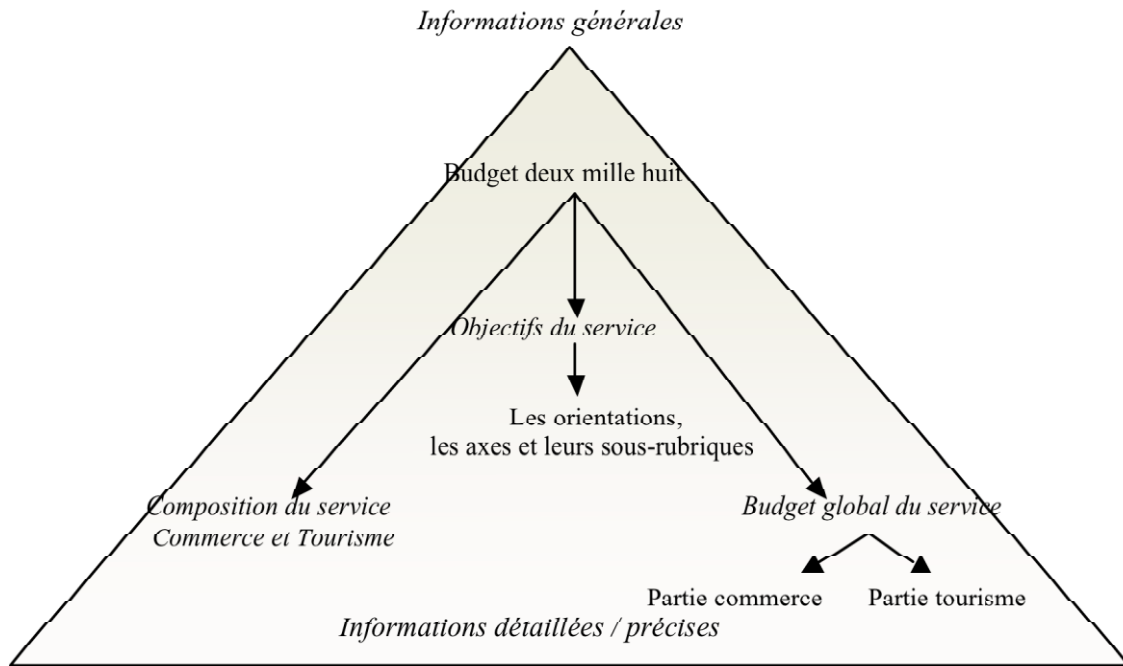 Informations générales
Budget deux mille huit
Objectifs du service
Les orientations,
les axes et leurs sous-rubriques
Composition du service
Commerce et Tourisme
Budget global du service
Partie commerce
Partie tourisme
Informations détaillées / précises